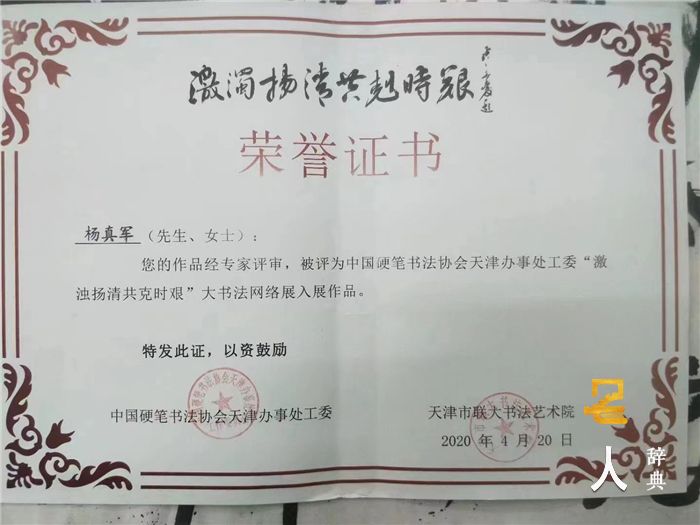 激濁揚清共克時艱
荣誉证书
杨真军（先生、女士）：
您的作品经专家评审，被评为中国硬笔书法协会天津办事处工委“激
浊扬清共克时艰”大书法网络展入展作品。
特发此证，以资鼓励
中国硬笔书法协会天津办事处工委
天津市联大书法艺术院
2020 年 4 月 20 日
名
人
辞典